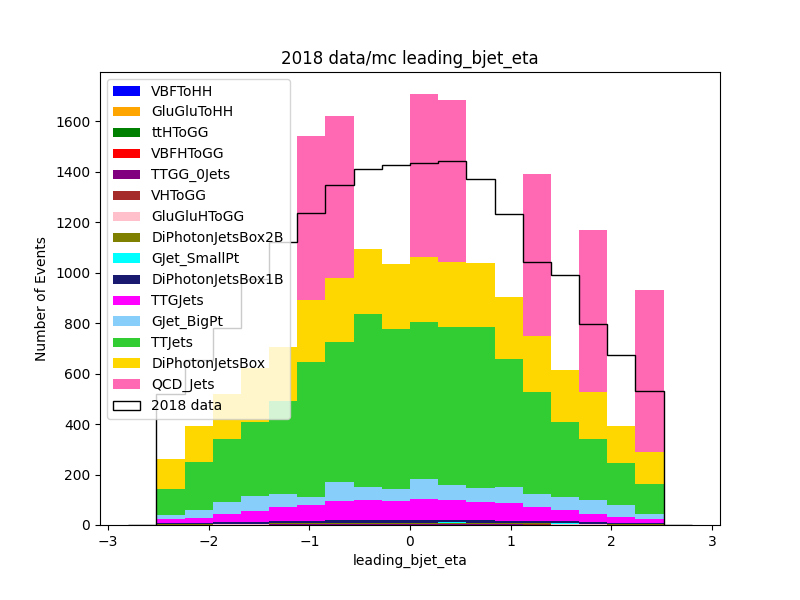 2018 data/mc leading_bjet_eta
Number of Events
1600
1400
1200
1000
800
600
400
200
0
VBFToHH
GluGluToHH
ttHToGG
VBFHToGG
TTGG_0Jets
VHToGG
GluGluHToGG
DiPhotonJetsBox2B
GJet_SmallPt
DiPhotonJetsBox1B
TTGJets
GJet_BigPt
TTJets
DiPhotonJetsBox
QCD_Jets
2018 data
−3 −2 −1 0 1 2 3
leading_bjet_eta